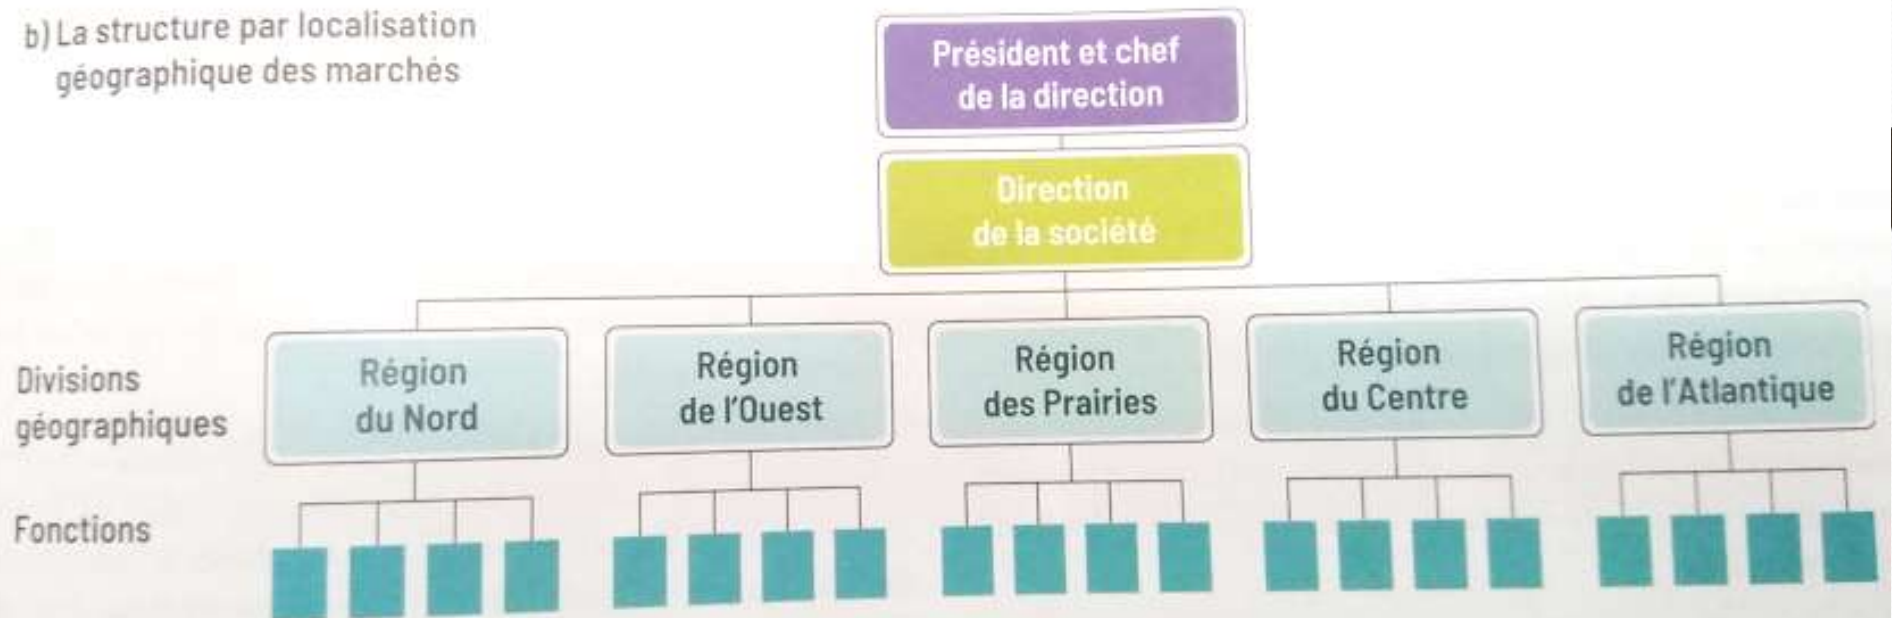 b) La structure par localisation
géographique des marchés
Président et chef
de la direction
Direction
de la société
Divisions
géographiques
Région
du Nord
Région
de l'Ouest
Région
des Prairies
Région
du Centre
Région
de l'Atlantique
Fonctions